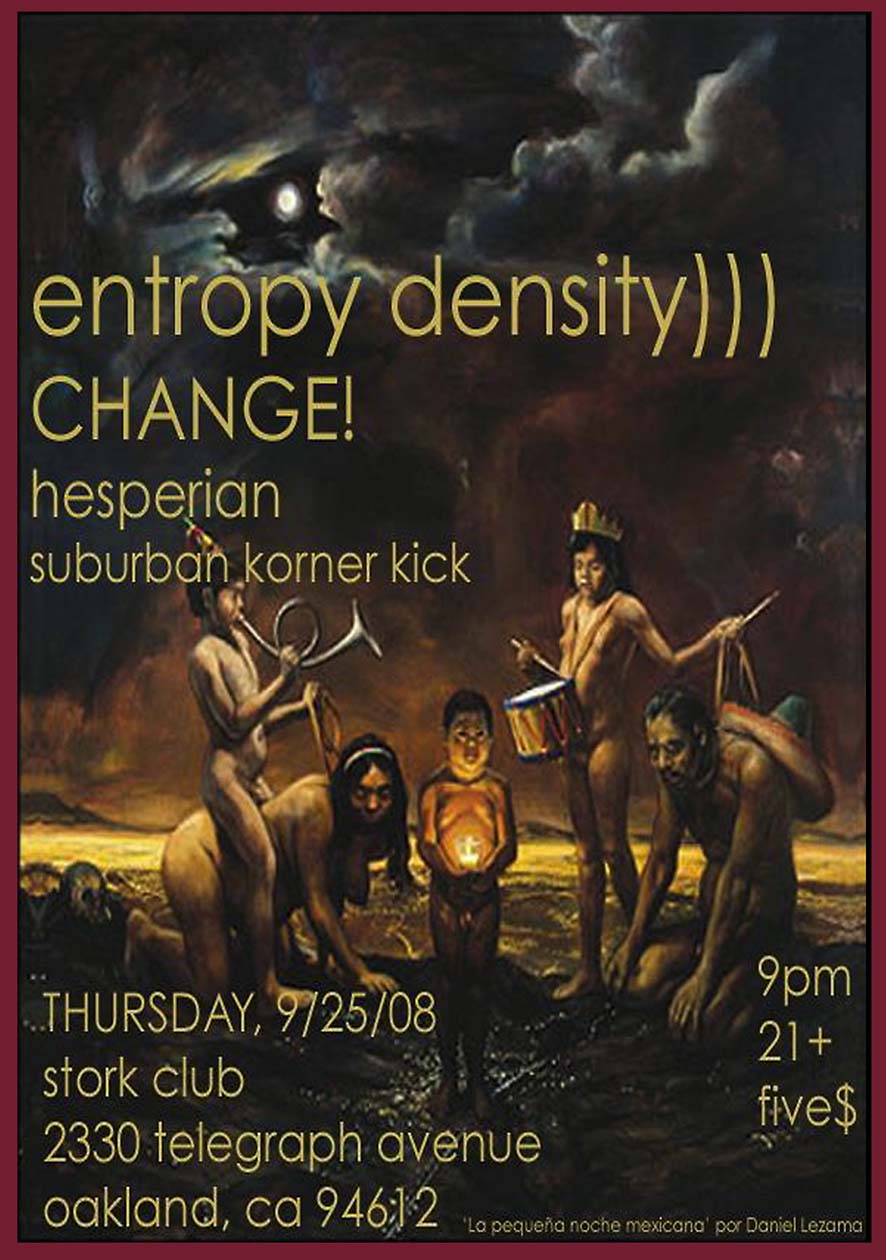 entropy density)))
CHANGE!
hesperian
suburban korner kick
THURSDAY, 9/25/08
stork club
2330 telegraph avenue
oakland, ca 94612
9pm
21+
five$
'La pequeña noche mexicana' por Daniel Lezama